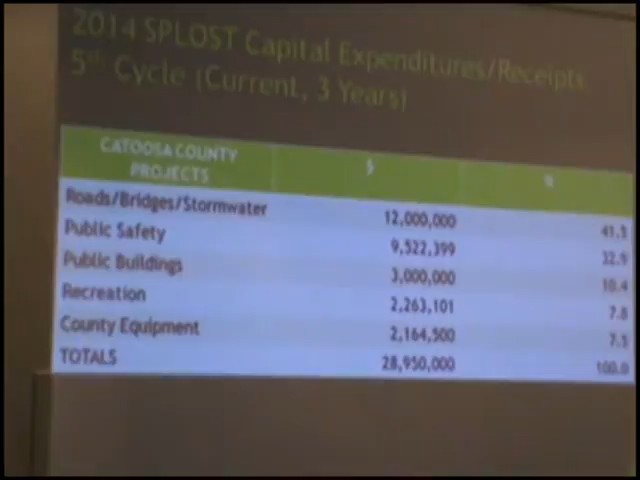 2014 SPLOST Capital Expenditures/Receipts
5th Cycle (Current, 3 Years)
CATOOSA COUNTY PROJECTS $ %
Roads/Bridges/Stormwater 12,000,000 41.5
Public Safety 9,522,399 32.9
Public Buildings 3,000,000 10.4
Recreation 2,263,101 7.8
County Equipment 2,164,500 7.5
TOTALS 28,950,000 100.0